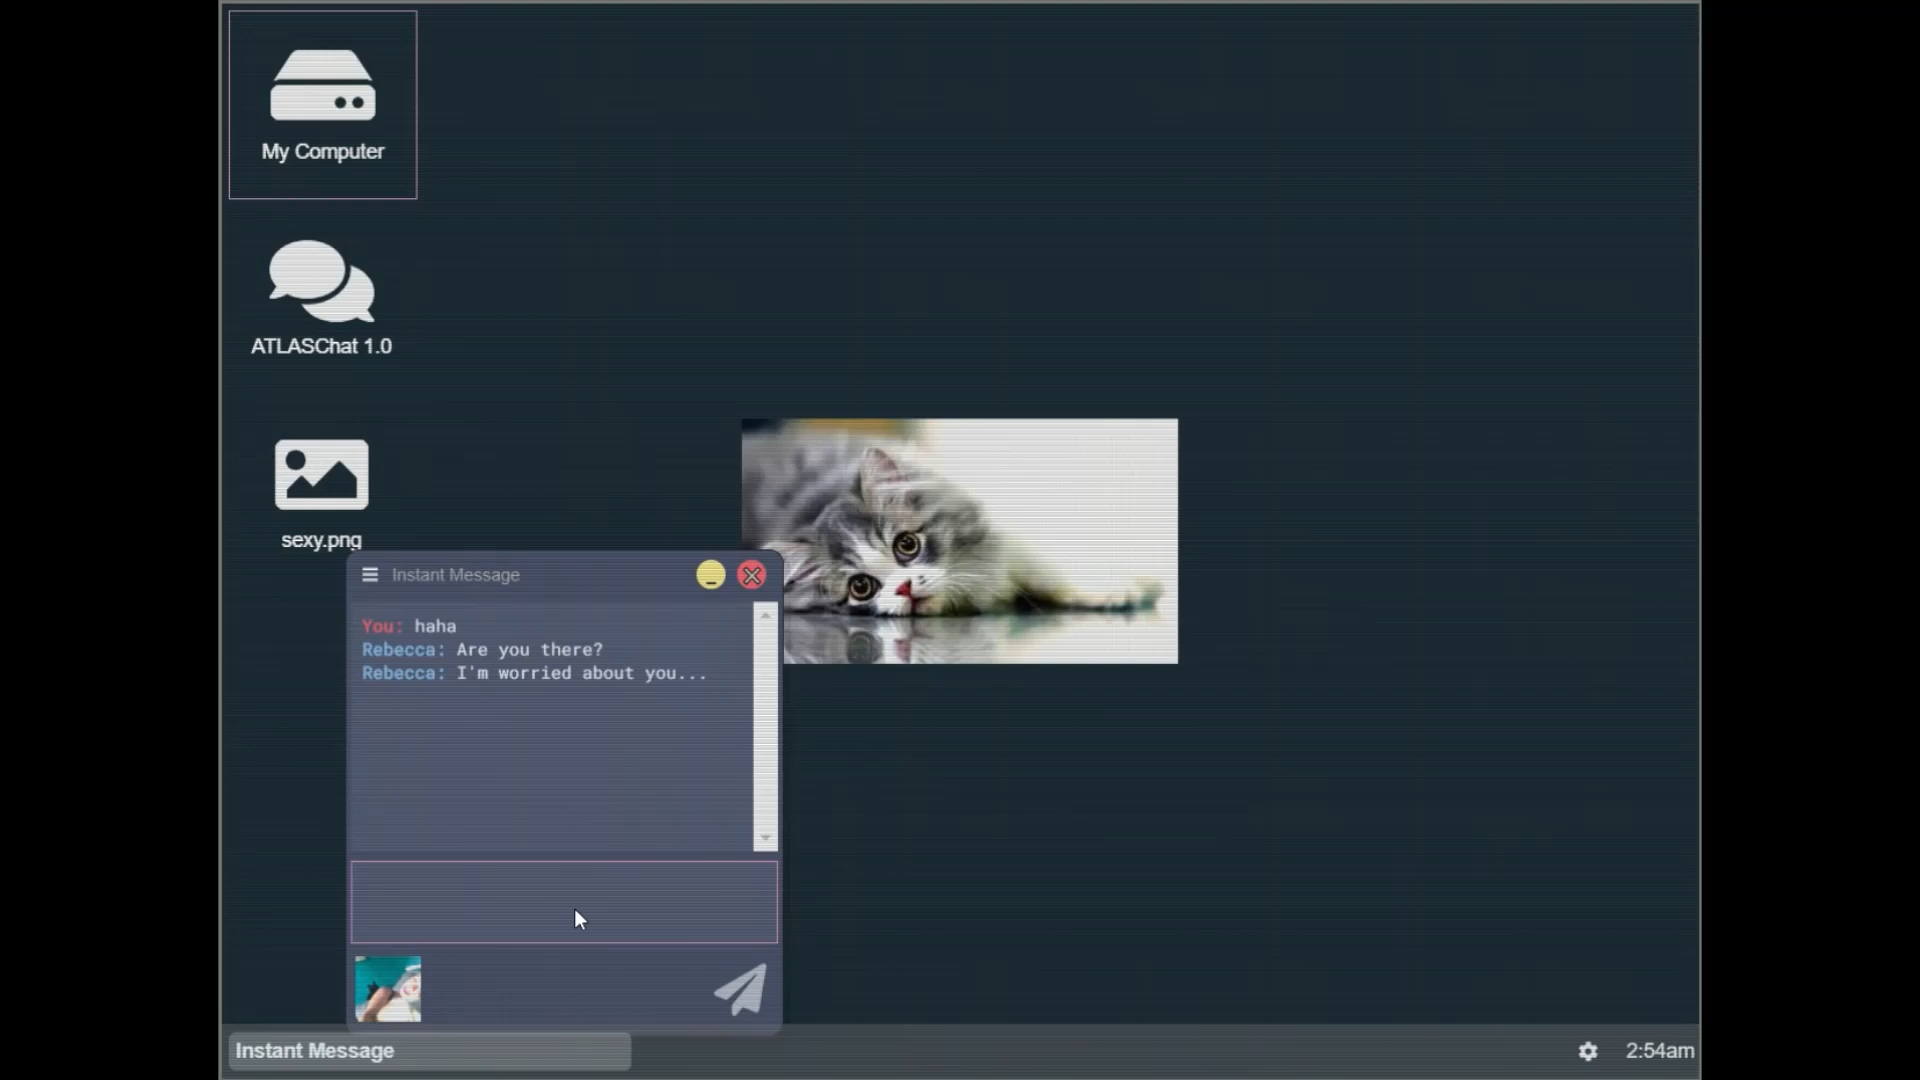 My Computer
ATLASChat 1.0
sexy.png
Instant Message
You: haha
Rebecca: Are you there?
Rebecca: I'm worried about you...
Instant Message
2:54am